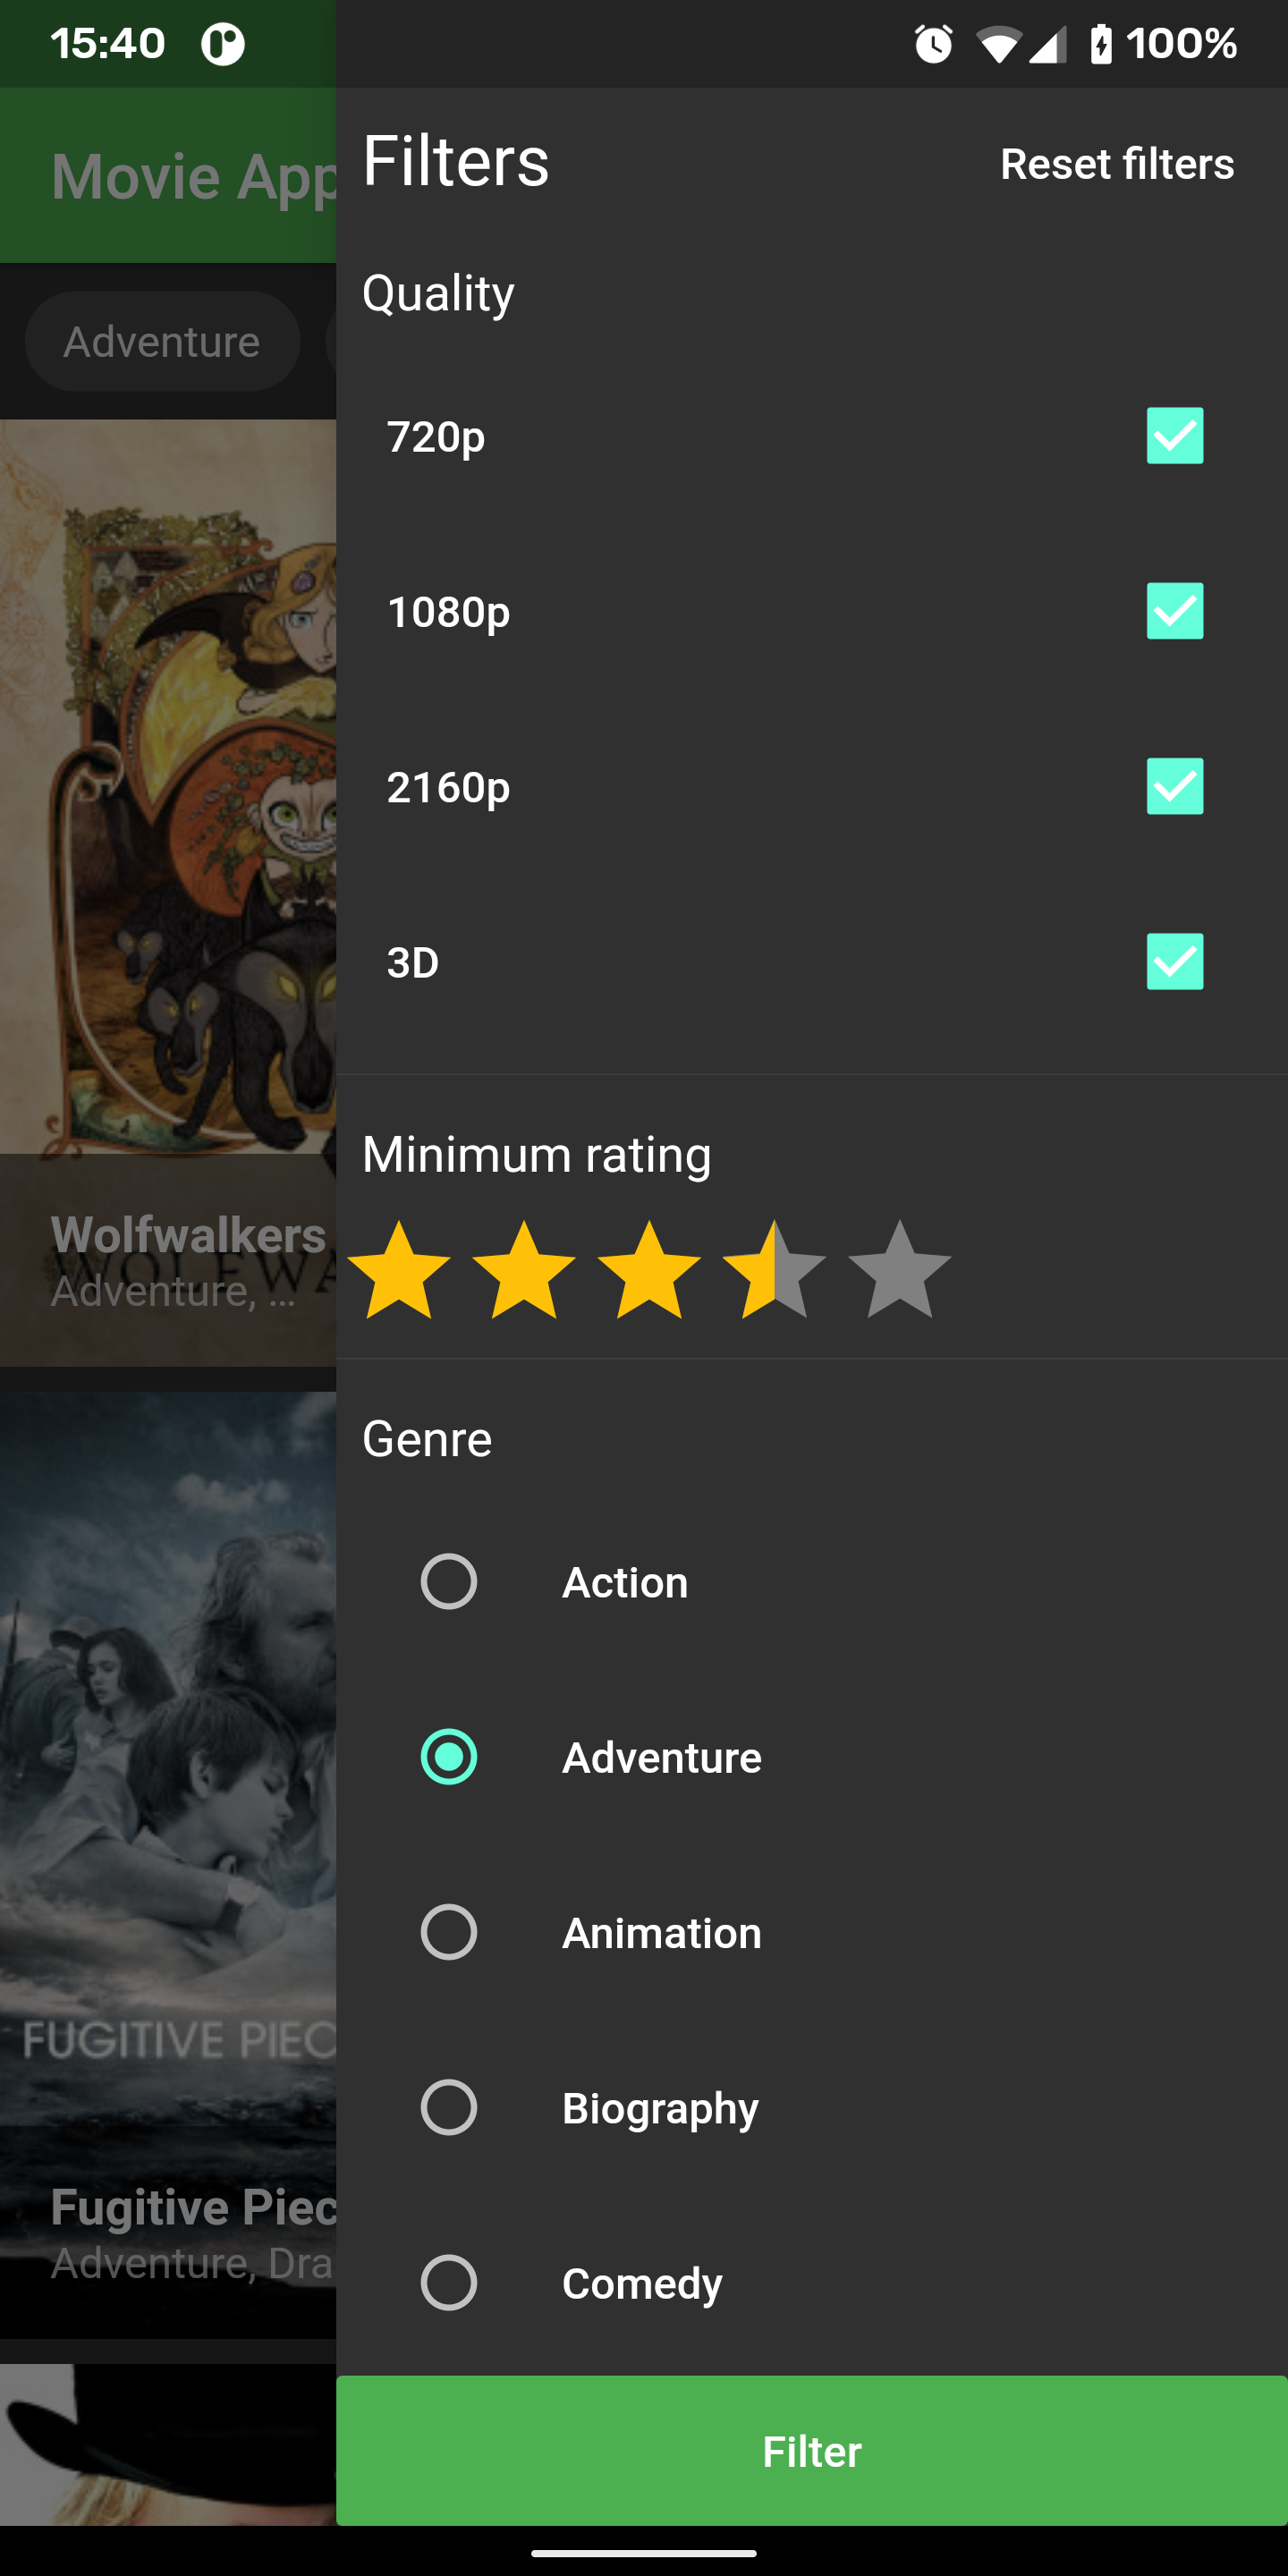 15:40
100%
Movie App
Filters
Reset filters
Adventure
Quality
720p
1080p
2160p
3D
Wolfwalkers
Adventure, ...
WOLFWA
Minimum rating
Genre
Action
Adventure
Animation
Biography
Comedy
FUGITIVE PIEC
Fugitive Piec
Adventure, Dra
Filter